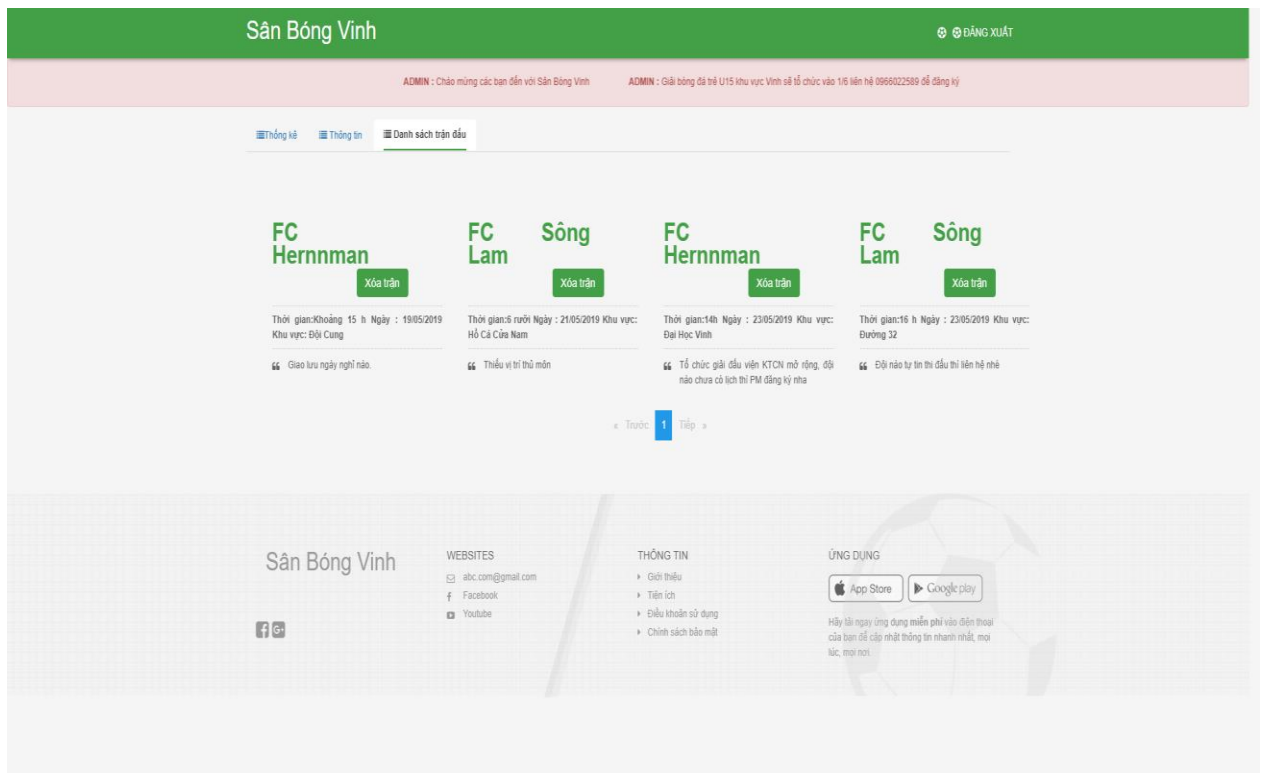 Sân Bóng Vinh
ĐĂNG XUẤT
ADMIN : Chào mừng các bạn đến với Sân Bóng Vinh ADMIN : Giải bóng đá trẻ U15 khu vực Vinh sẽ tổ chức vào 1/6 liên hệ 0966022589 để đăng ký
Thống kê Thông tin Danh sách trận đấu
FC Hernnman
Xóa trận
Thời gian:Khoảng 15 h Ngày : 19/05/2019
Khu vực: Đội Cung
Giao lưu ngày nghỉ nào.
FC Sông
Lam
Xóa trận
Thời gian:6 rưỡi Ngày : 21/05/2019 Khu vực:
Hồ Cá Cửa Nam
Thiếu vị trí thủ môn
FC
Hernnman
Xóa trận
Thời gian:14h Ngày : 23/05/2019 Khu vực:
Đại Học Vinh
Tổ chức giải đấu viện KTCN mở rộng, đội
nào chưa có lịch thì PM đăng ký nha
FC Sông
Lam
Xóa trận
Thời gian:16 h Ngày : 23/05/2019 Khu vực:
Đường 32
Đội nào tự tin thi đấu thì liên hệ nhé
« Trước 1 Tiếp »
Sân Bóng Vinh
WEBSITES
abc.com@gmail.com
Facebook
Youtube
THÔNG TIN
Giới thiệu
Tiện ích
Điều khoản sử dụng
Chính sách bảo mật
ỨNG DỤNG
App Store Google play
Hãy tải ngay ứng dụng miễn phí vào điện thoại
của bạn để cập nhật thông tin nhanh nhất, mọi
lúc, mọi nơi.